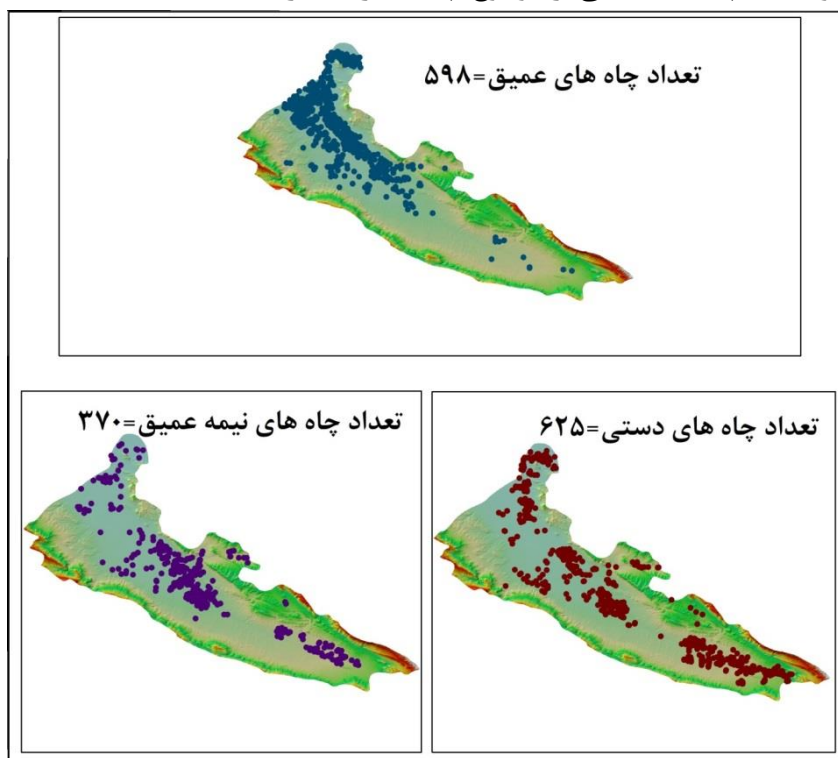 تعداد چاه های عمیق=۵۹۸
تعداد چاه های دستی=۶۲۵
تعداد چاه های نیمه عمیق=۳۷۰